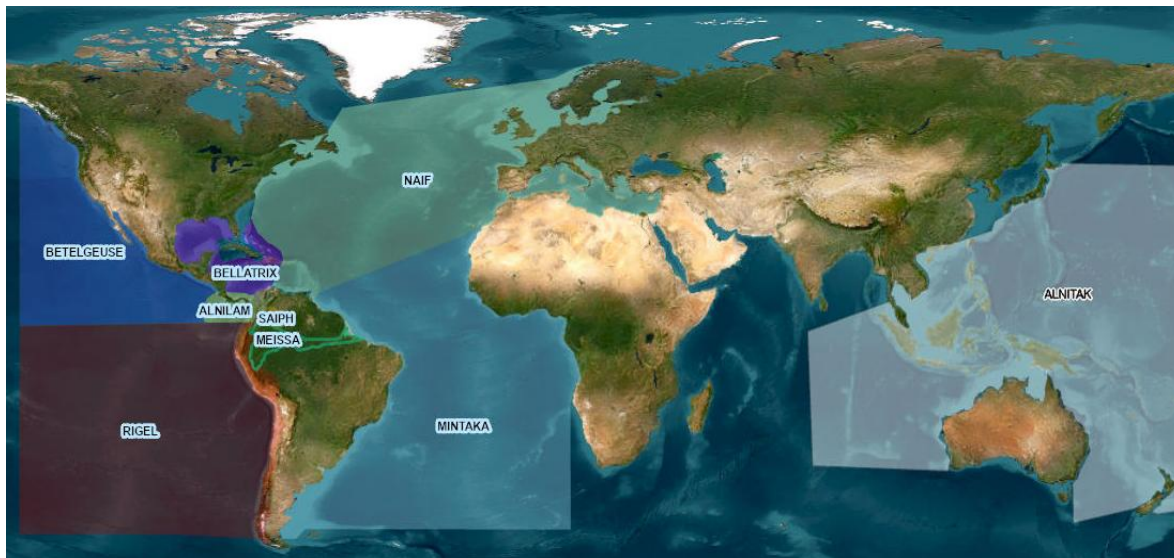 NAIF
BETELGEUSE
BELLATRIX
ALNITAK
ALNILAM
SAIPH
MEISSA
RIGEL
MINTAKA